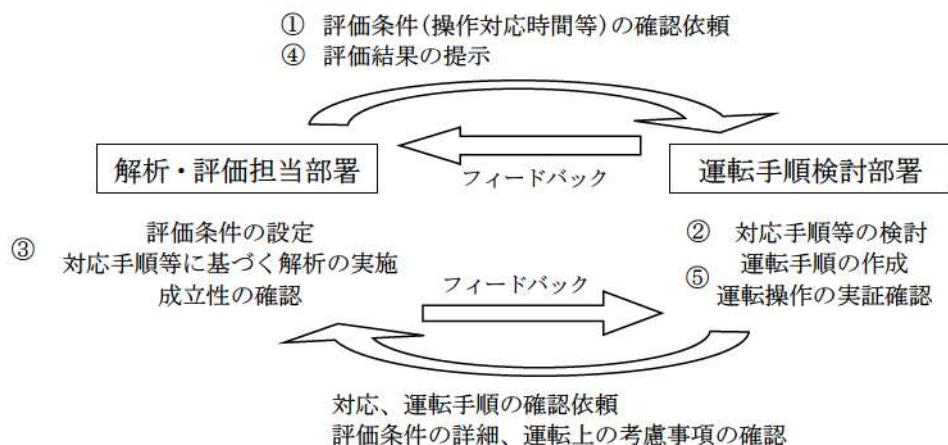 ① 評価条件(操作対応時間等)の確認依頼
④ 評価結果の提示
解析・評価担当部署
フィードバック
運転手順検討部署
③ 評価条件の設定
対応手順等に基づく解析の実施
成立性の確認
② 対応手順等の検討
⑤ 運転手順の作成
運転操作の実証確認
フィードバック
対応、運転手順の確認依頼
評価条件の詳細、運転上の考慮事項の確認